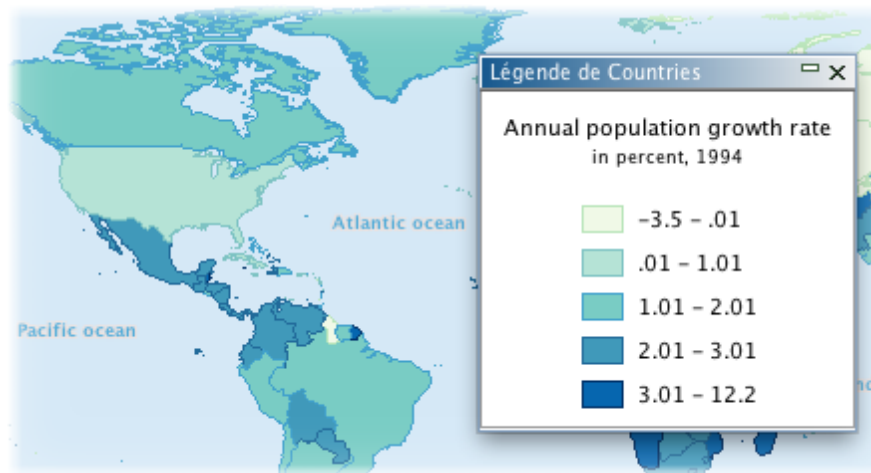 Légende de Countries
Annual population growth rate
in percent, 1994
-3.5 - .01
.01 - 1.01
1.01 - 2.01
2.01 - 3.01
3.01 - 12.2
Atlantic ocean
Pacific ocean